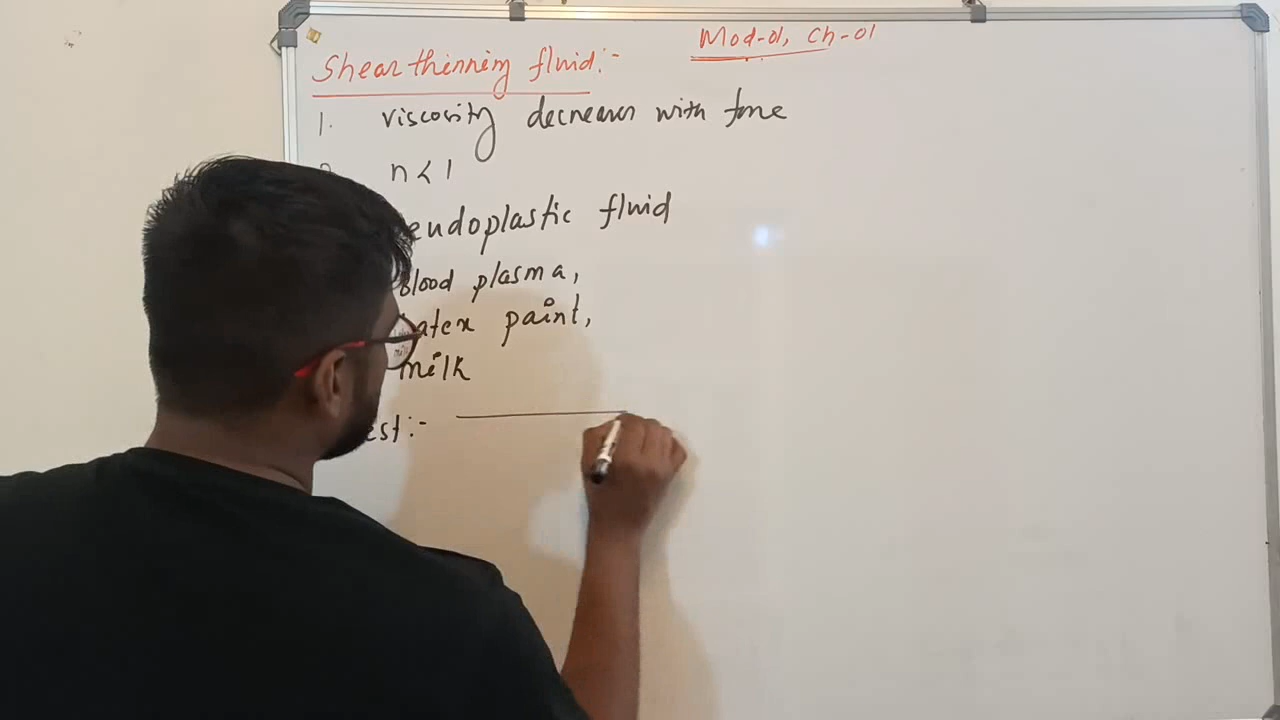 Mod-01, Ch-01
Shear thinning fluid:-
1. viscosity decreases with time
n < 1
eudoplastic fluid
blood plasma,
atex paint,
milk
est:-